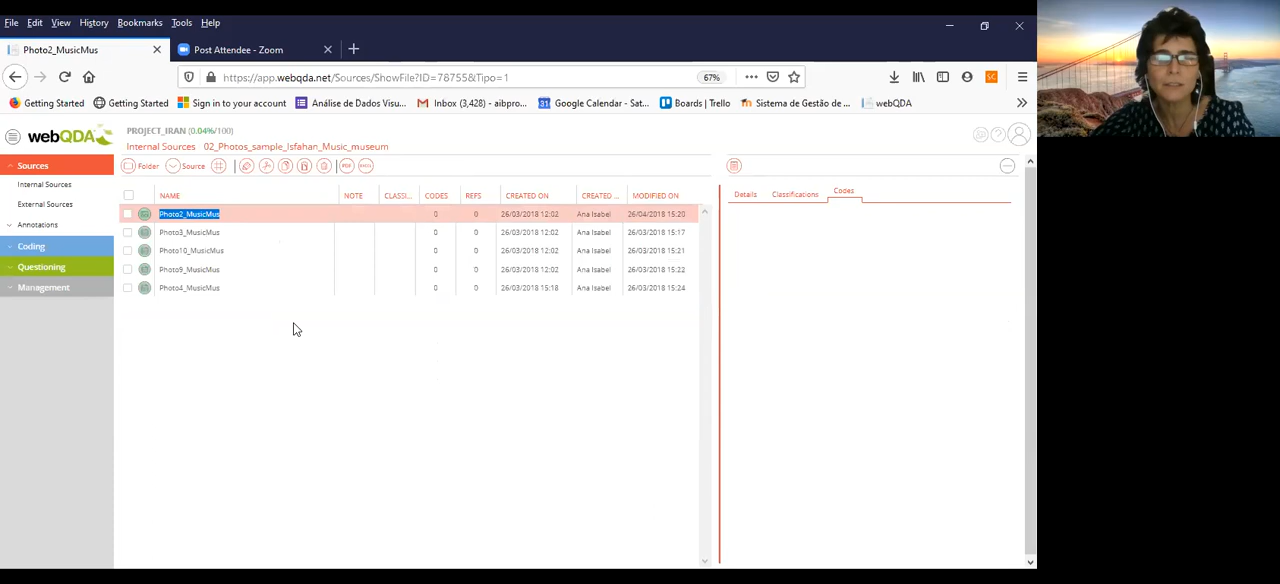 File Edit View History Bookmarks Tools Help
Photo2_MusicMus
Post Attendee - Zoom
https://app.webqda.net/Sources/ShowFile?ID=78755&Tipo=1
67%
Getting Started Getting Started Sign in to your account Análise de Dados Visu... Inbox (3,428) - aibpro... Google Calendar - Sat... Boards | Trello Sistema de Gestão de ... webQDA
webQDA
PROJECT_IRAN (0.04%/100)
Internal Sources 02_Photos_sample_Isfahan_Music_museum
Folder Source
Sources
Internal Sources
External Sources
Annotations
Coding
Questioning
Management
NAME NOTE CLASSI... CODES REFS CREATED ON CREATED ... MODIFIED ON
Photo2_MusicMus 0 0 26/03/2018 12:02 Ana Isabel 26/04/2018 15:20
Photo3_MusicMus 0 0 26/03/2018 12:02 Ana Isabel 26/03/2018 15:17
Photo10_MusicMus 0 0 26/03/2018 12:02 Ana Isabel 26/03/2018 15:21
Photo9_MusicMus 0 0 26/03/2018 12:02 Ana Isabel 26/03/2018 15:22
Photo4_MusicMus 0 0 26/03/2018 15:18 Ana Isabel 26/03/2018 15:24
Details Classifications Codes